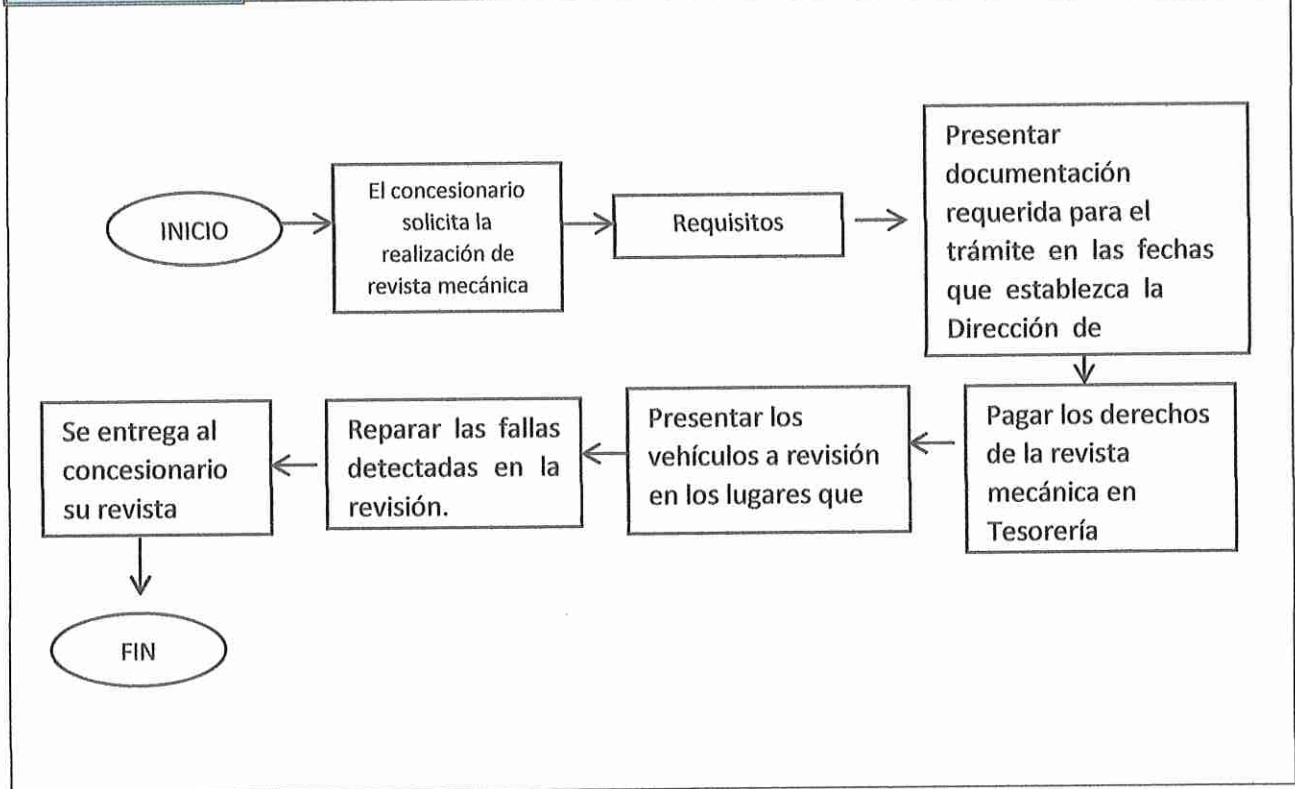 INICIO
El concesionario
solicita la
realización de
revista mecánica
Requisitos
Presentar
documentación
requerida para el
trámite en las fechas
que establezca la
Dirección de
Pagar los derechos
de la revista
mecánica en
Tesorería
Presentar los
vehículos a revisión
en los lugares que
Reparar las fallas
detectadas en la
revisión.
Se entrega al
concesionario
su revista
FIN